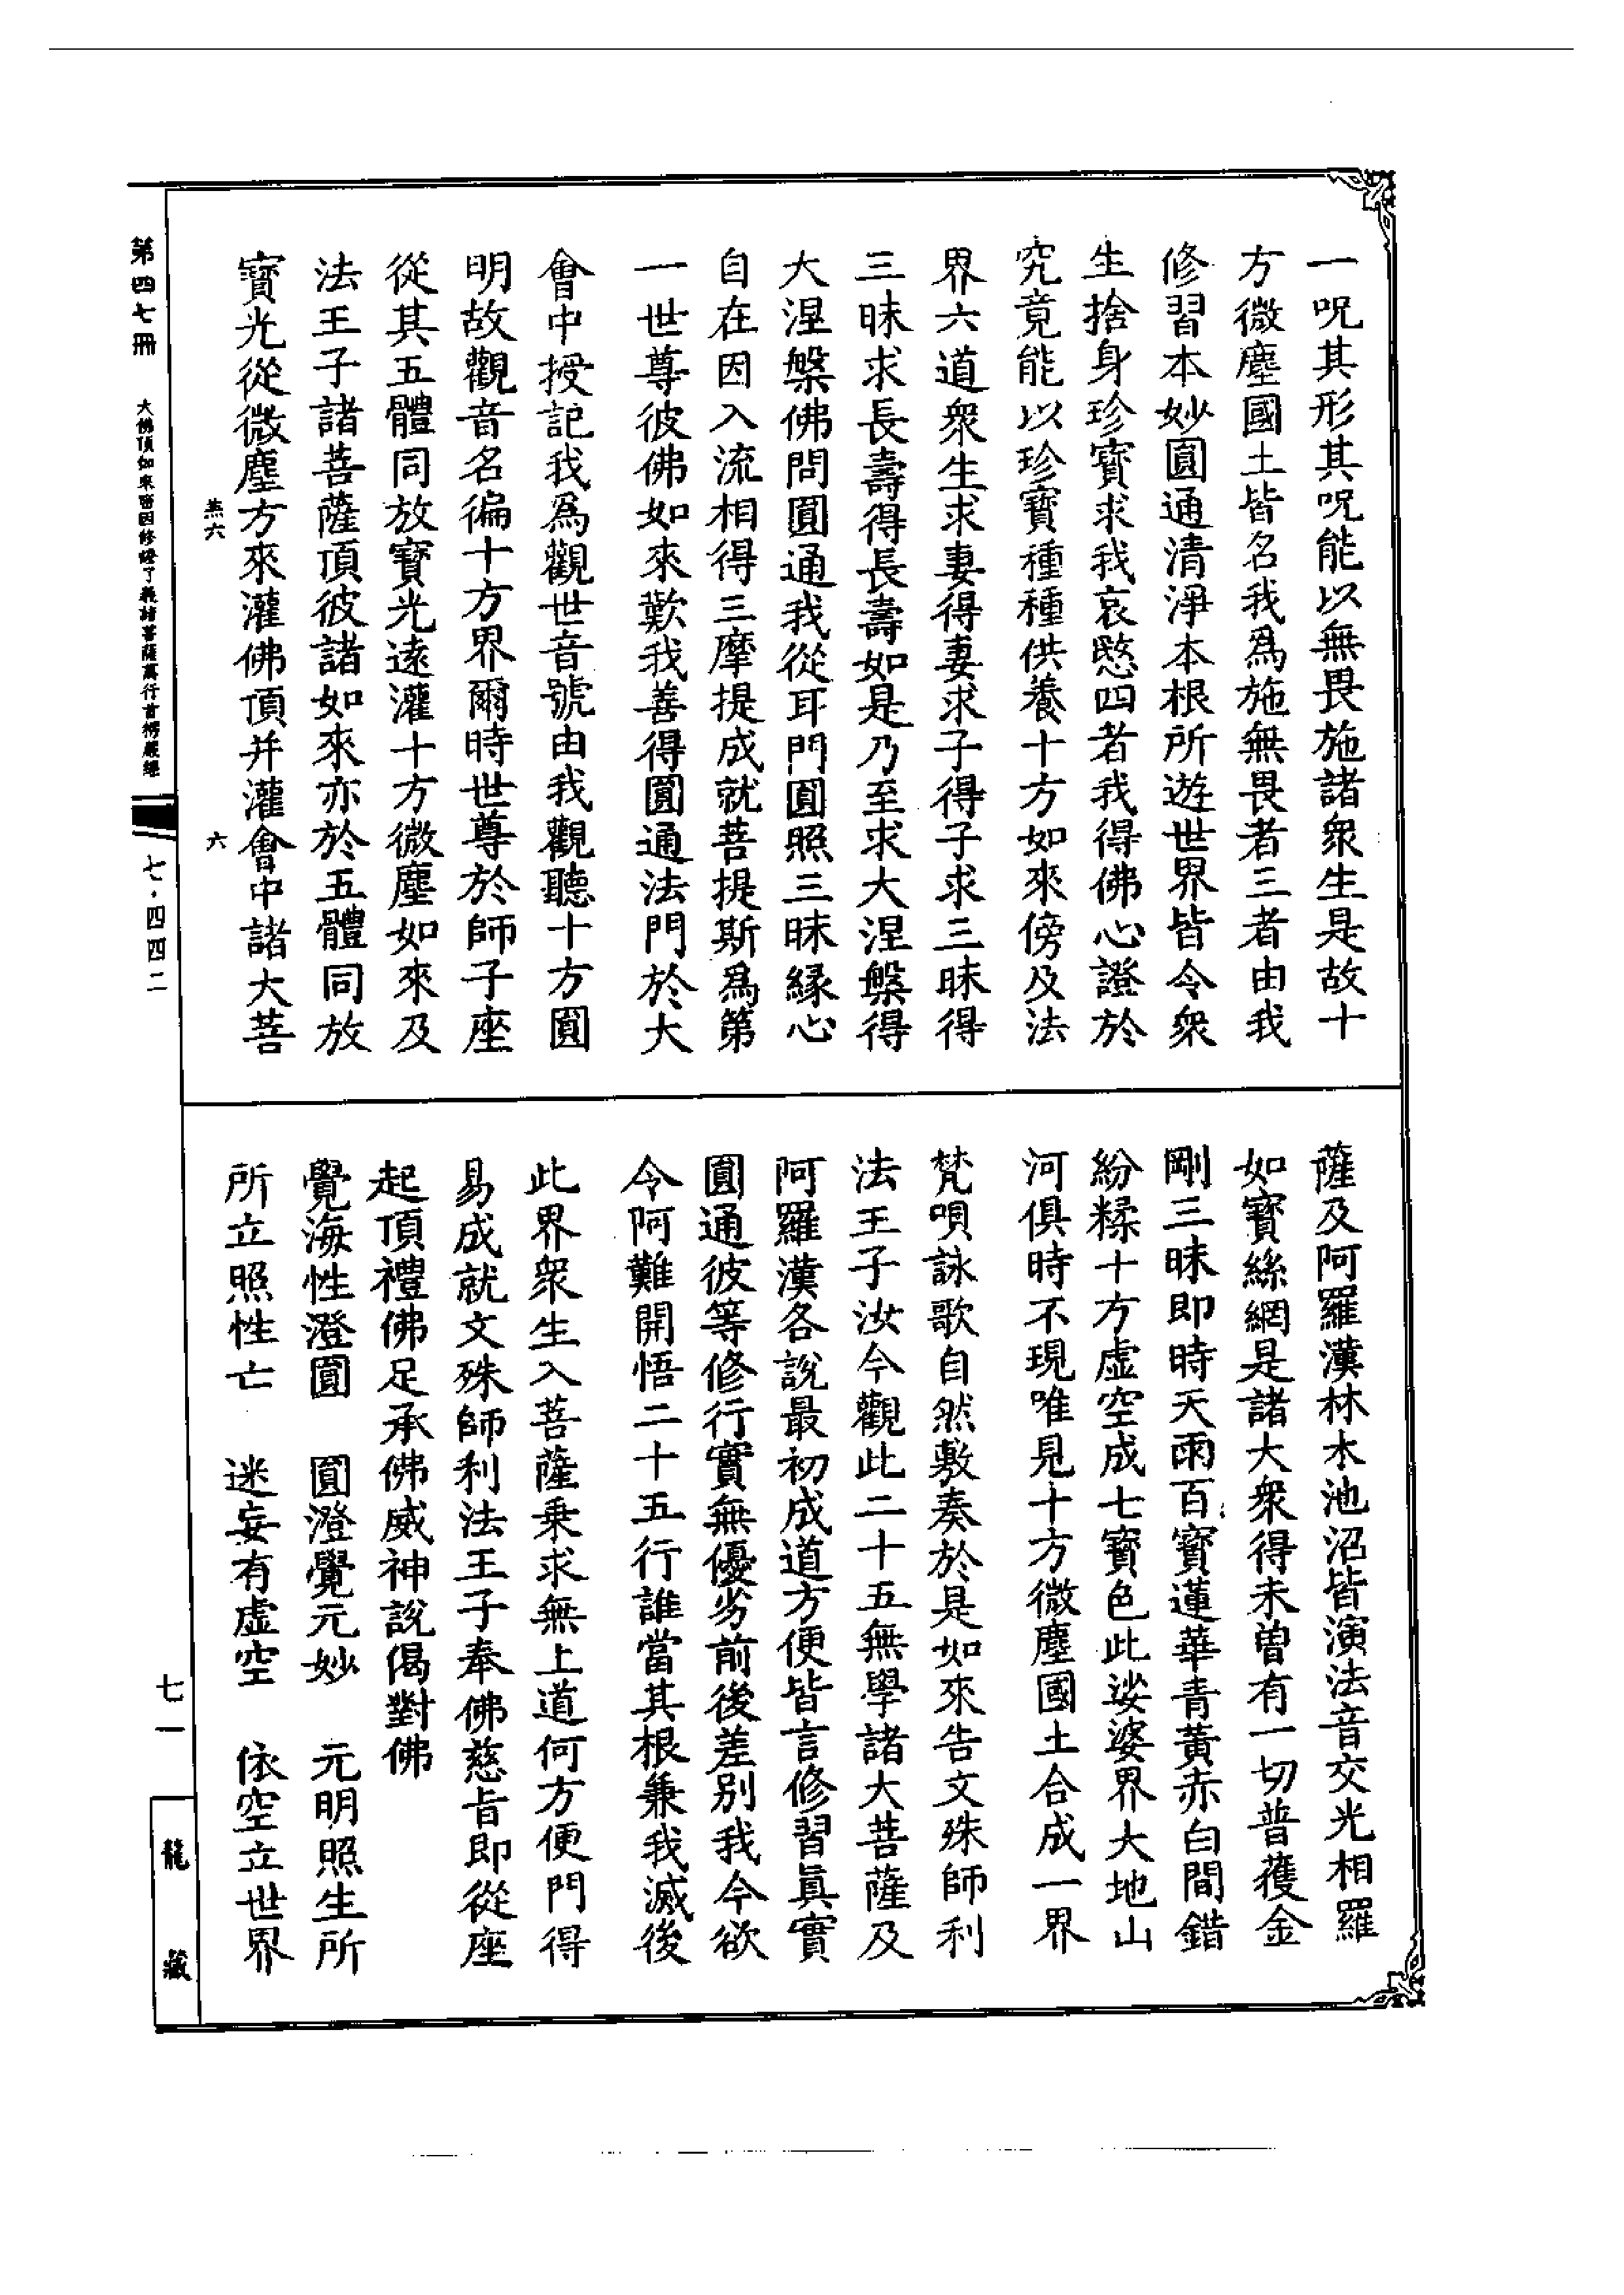 一呪其形其呪能以無畏施諸衆生是故十
方微塵國土皆名我爲施無畏者三者由我
修習本妙圓通清淨本根所遊世界皆令衆
生捨身珍寶求我哀愍四者我得佛心證於
究竟能以珍寶種種供養十方如來傍及法
界六道衆生求妻得妻求子得子求三昧得
三昧求長壽得長壽如是乃至求大涅槃得
大涅槃佛問圓通我從耳門圓照三昧緣心
自在因入流相得三摩提成就菩提斯爲第
一世尊彼佛如來歎我善得圓通法門於大
會中授記我爲觀世音號由我觀聽十方圓
明故觀音名徧十方界爾時世尊於師子座
從其五體同放寶光遠灌十方微塵如來及
法王子諸菩薩頂彼諸如來亦於五體同放
寶光從微塵方來灌佛頂并灌會中諸大菩
薩及阿羅漢林木池沼皆演法音交光相羅
如寶絲網是諸大衆得未曾有一切普獲金
剛三昧即時天雨百寶蓮華青黃赤白間錯
紛糅十方虛空成七寶色此娑婆界大地山
河俱時不現唯見十方微塵國土合成一界
梵唄詠歌自然敷奏於是如來告文殊師利
法王子汝今觀此二十五無學諸大菩薩及
阿羅漢各說最初成道方便皆言修習眞實
圓通彼等修行實無優劣前後差別我今欲
令阿難開悟二十五行誰當其根兼我滅後
此界衆生入菩薩乘求無上道何方便門得
易成就文殊師利法王子奉佛慈旨即從座
起頂禮佛足承佛威神說偈對佛
覺海性澄圓　圓澄覺元妙　元明照生所
所立照性亡　迷妄有虛空　依空立世界
第四七冊　大佛頂如來密因修證了義諸菩薩萬行首楞嚴經　七·四四二
六
七一
龍藏